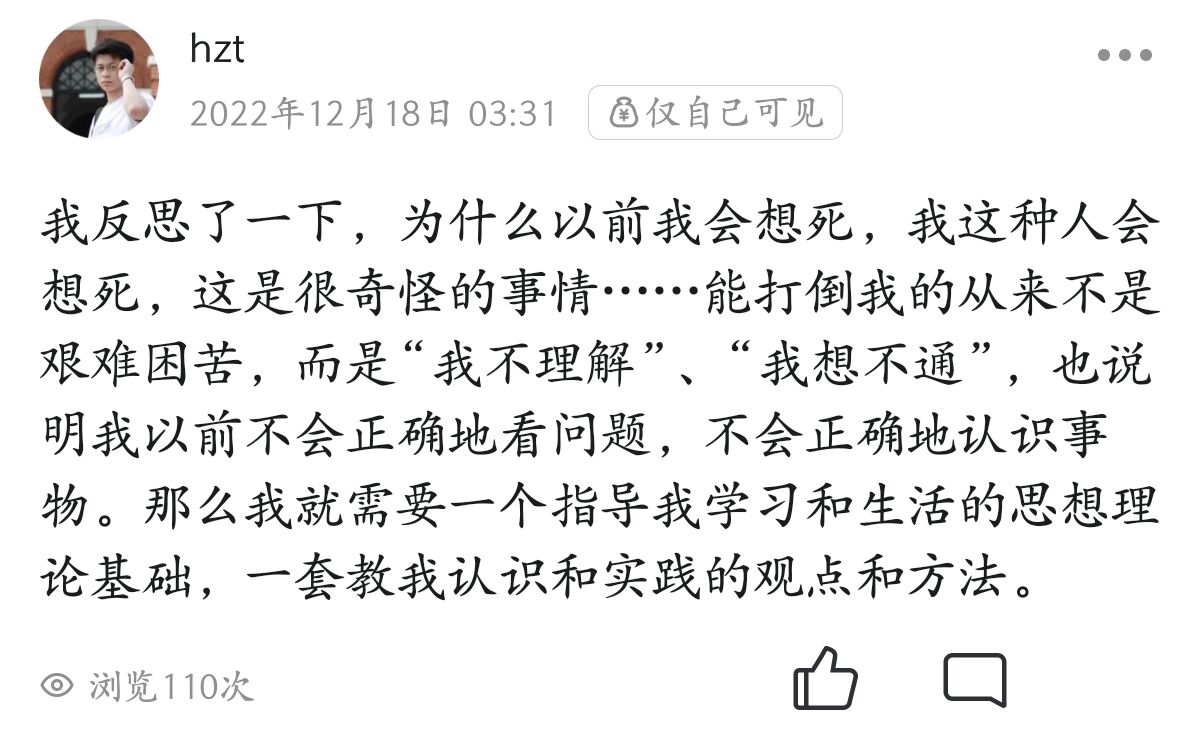 hzt
2022年12月18日 03:31 仅自己可见
我反思了一下，为什么以前我会想死，我这种人会
想死，这是很奇怪的事情……能打倒我的从来不是
艰难困苦，而是“我不理解”、“我想不通”，也说
明我以前不会正确地看问题，不会正确地认识事
物。那么我就需要一个指导我学习和生活的思想理
论基础，一套教我认识和实践的观点和方法。
浏览110次